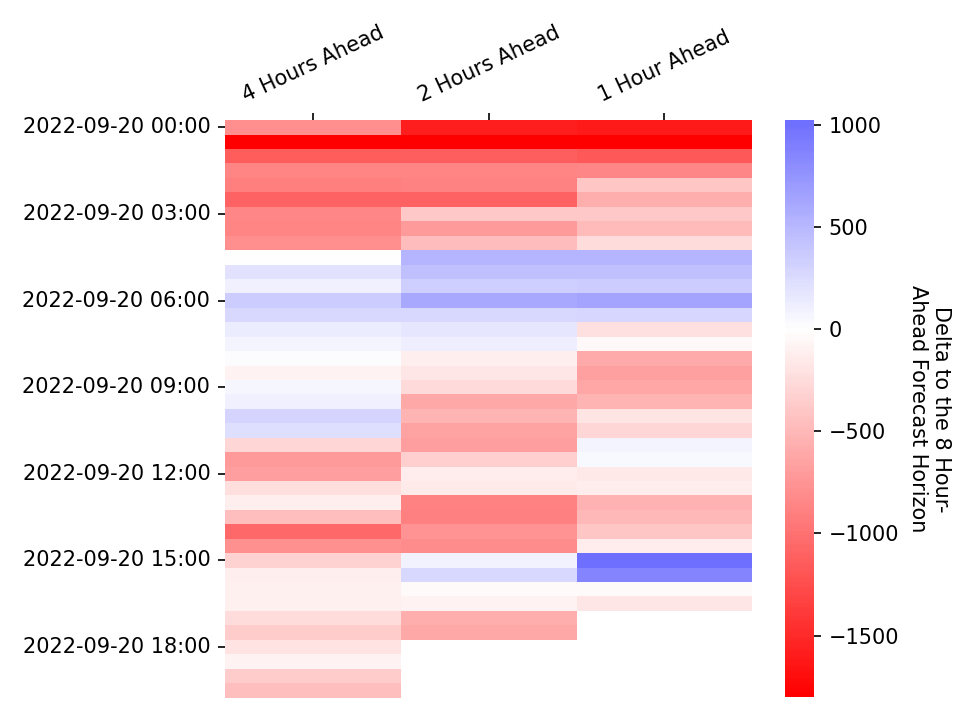 4 Hours Ahead
2 Hours Ahead
1 Hour Ahead
2022-09-20 00:00
2022-09-20 03:00
2022-09-20 06:00
2022-09-20 09:00
2022-09-20 12:00
2022-09-20 15:00
2022-09-20 18:00
1000
500
0
−500
−1000
−1500
Delta to the 8 Hour-
Ahead Forecast Horizon